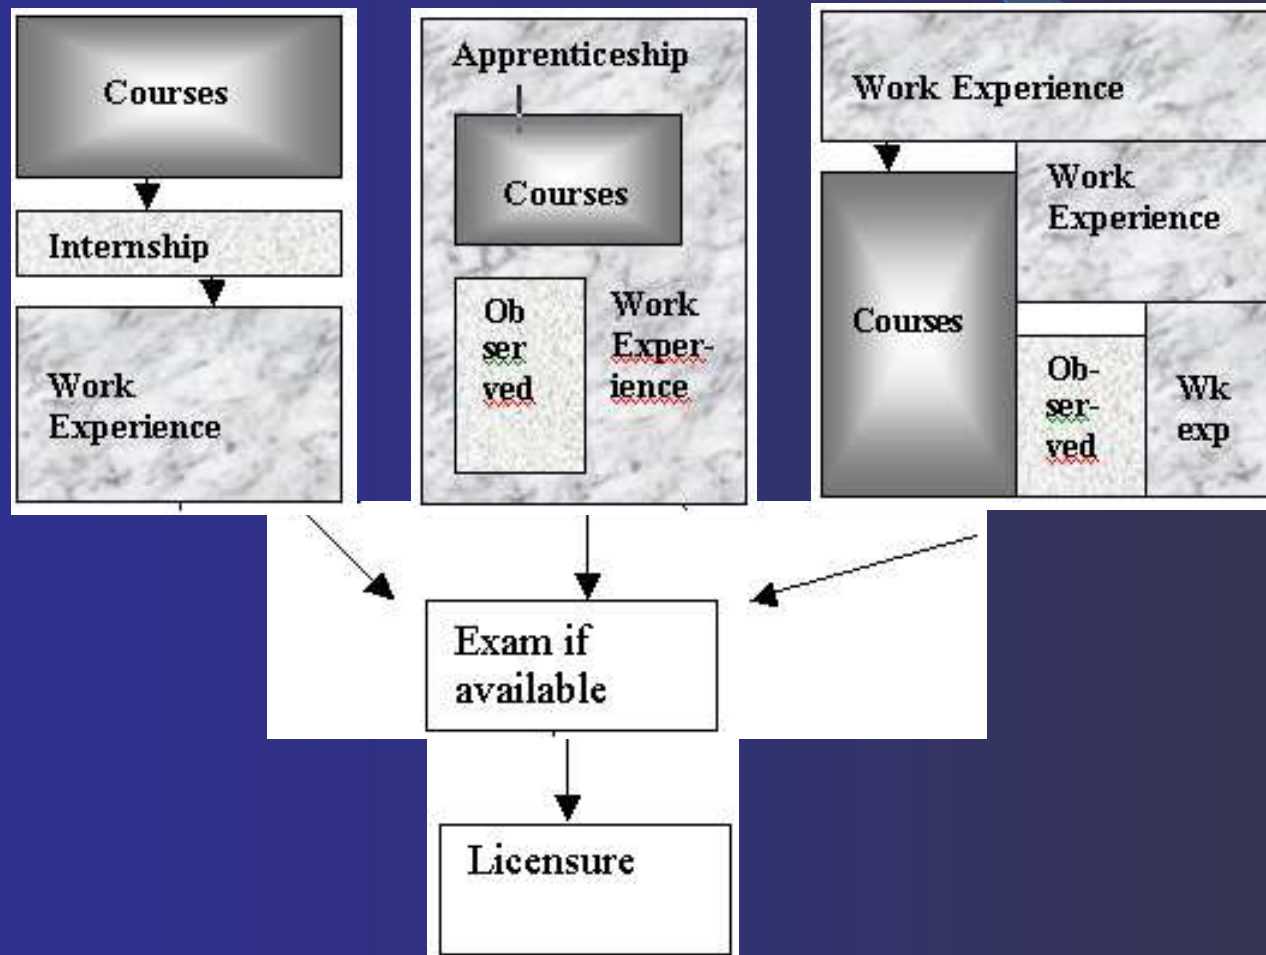 Courses
Internship
Work
Experience
Apprenticeship
Courses
Ob
ser
ved
Work
Exper-
ience
Work Experience
Work
Experience
Courses
Ob-
ser-
ved
Wk
exp
Exam if
available
Licensure